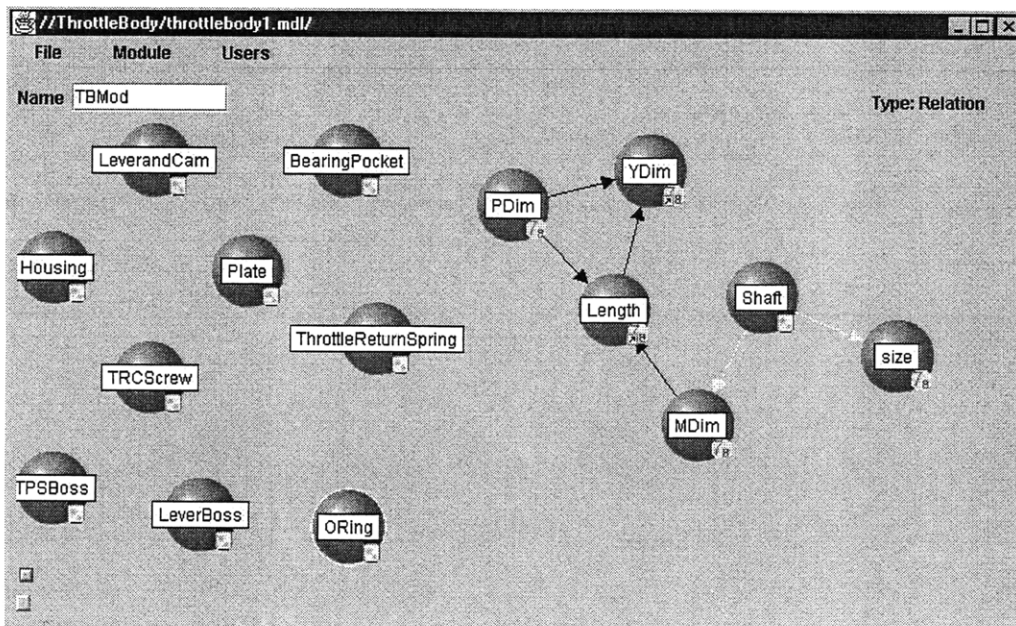 //ThrottleBody/throttlebody1.mdl/
File Module Users
Name TBMod
Type: Relation
LeverandCam
BearingPocket
YDim
PDim
Housing
Plate
Length
Shaft
ThrottleReturnSpring
size
TRCScrew
MDim
TPSBoss
LeverBoss
ORing